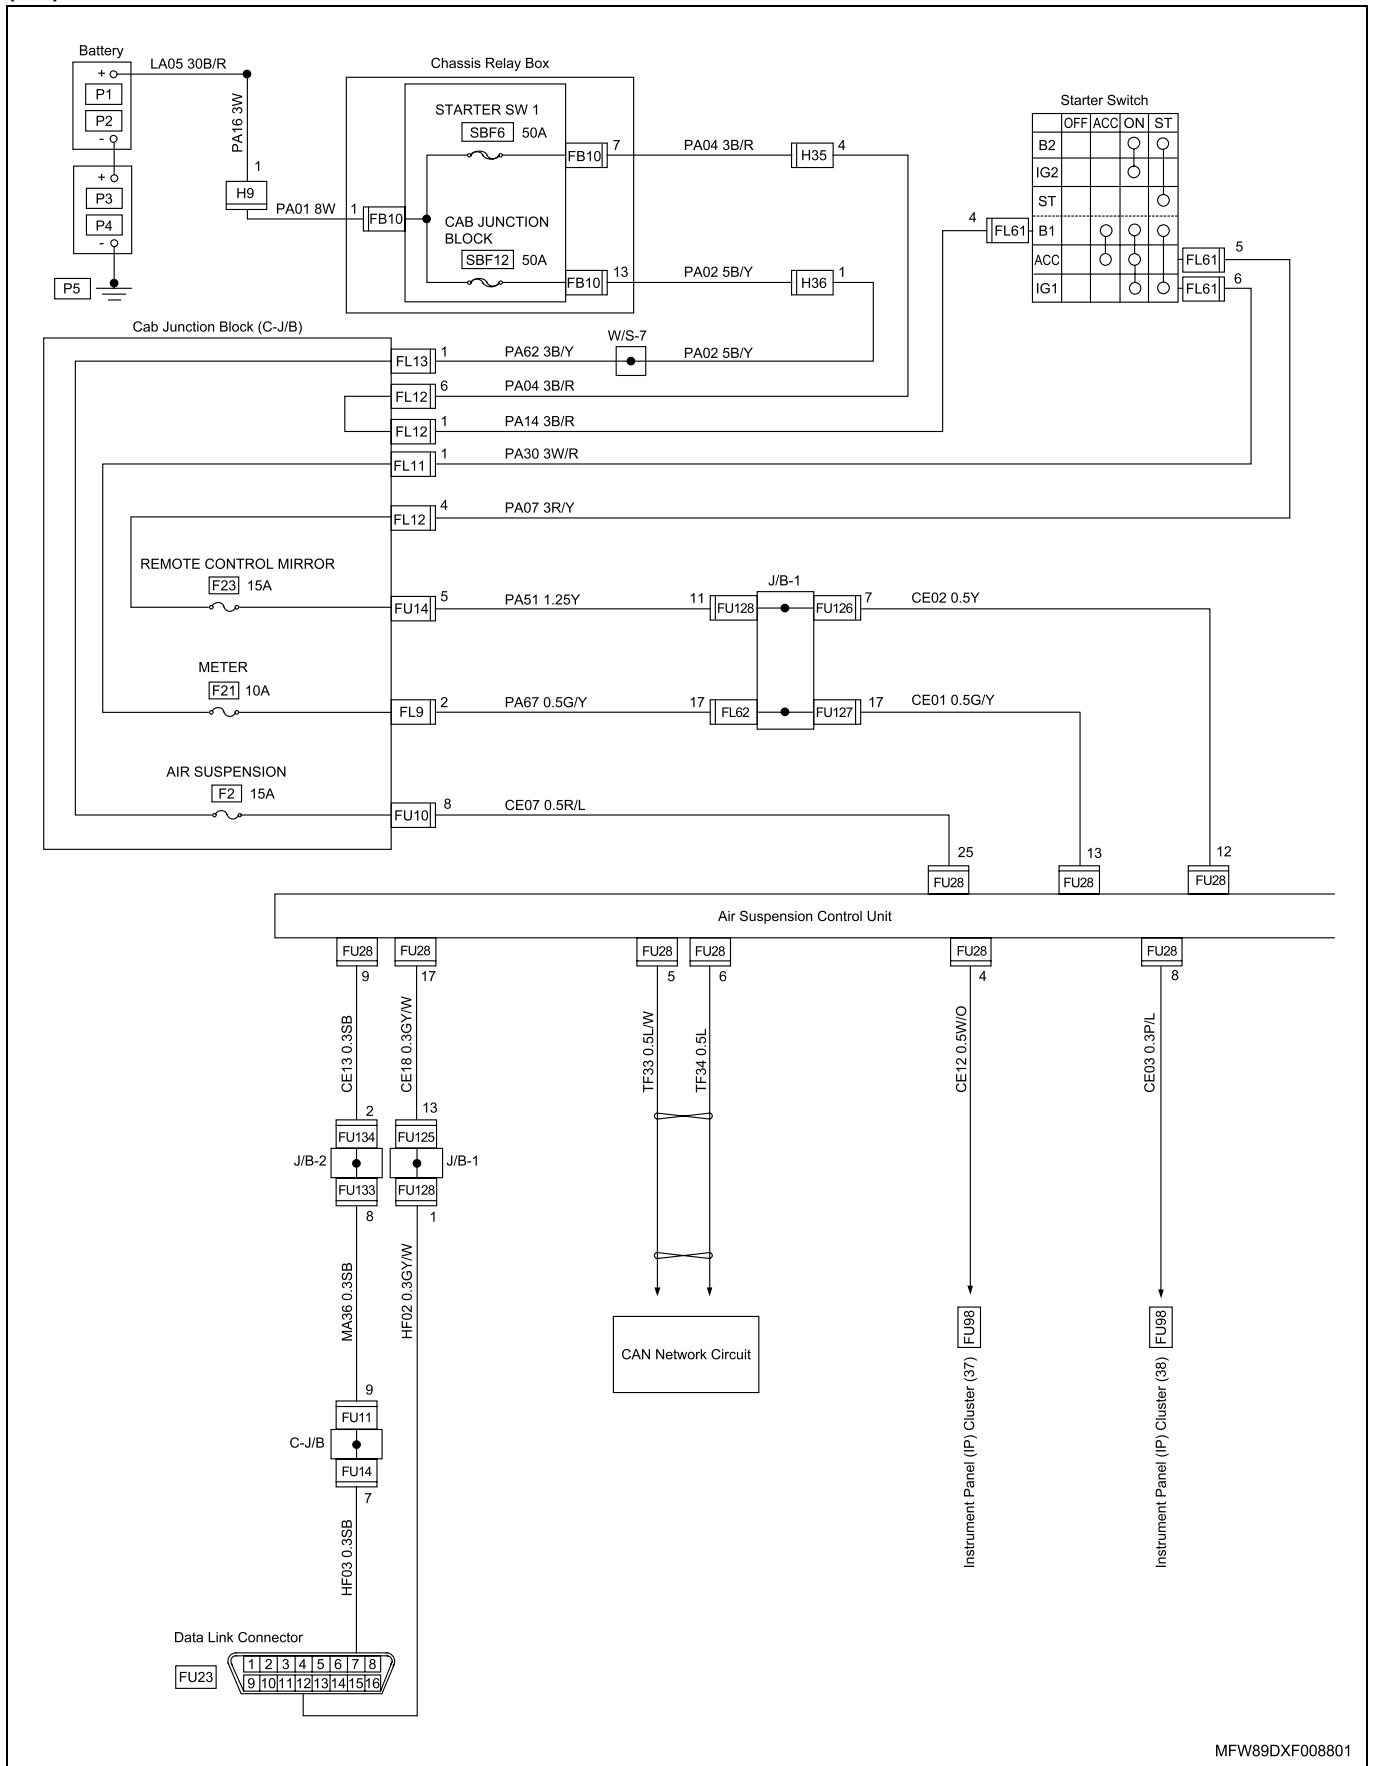 Battery
+
P1
P2
-
+
P3
P4
-
P5
LA05 30B/R
PA16 3W
1
H9
PA01 8W
1
FB10
Chassis Relay Box
STARTER SW 1
SBF6 50A
CAB JUNCTION
BLOCK
SBF12 50A
FB10
7
PA04 3B/R
H35
4
FB10
13
PA02 5B/Y
H36
1
Starter Switch
OFF ACC ON ST
B2
IG2
ST
B1
ACC
IG1
4
FL61
FL61
5
FL61
6
Cab Junction Block (C-J/B)
FL13
1
PA62 3B/Y
W/S-7
PA02 5B/Y
FL12
6
PA04 3B/R
FL12
1
PA14 3B/R
FL11
1
PA30 3W/R
FL12
4
PA07 3R/Y
REMOTE CONTROL MIRROR
F23 15A
FU14
5
PA51 1.25Y
J/B-1
11
FU128
FU126
7
CE02 0.5Y
METER
F21 10A
FL9
2
PA67 0.5G/Y
17
FL62
FU127
17
CE01 0.5G/Y
AIR SUSPENSION
F2 15A
FU10
8
CE07 0.5R/L
25
FU28
13
FU28
12
FU28
Air Suspension Control Unit
FU28
9
FU28
17
FU28
5
FU28
6
FU28
4
FU28
8
CE13 0.3SB
CE18 0.3GY/W
TF33 0.5L/W
TF34 0.5L
CE12 0.5W/O
CE03 0.3P/L
2
FU134
J/B-2
FU133
8
13
FU125
J/B-1
FU128
1
MA36 0.3SB
HF02 0.3GY/W
CAN Network Circuit
FU98
Instrument Panel (IP) Cluster (37)
FU98
Instrument Panel (IP) Cluster (38)
9
FU11
C-J/B
FU14
7
HF03 0.3SB
Data Link Connector
FU23
1 2 3 4 5 6 7 8
9 10 11 12 13 14 15 16
MFW89DXF008801